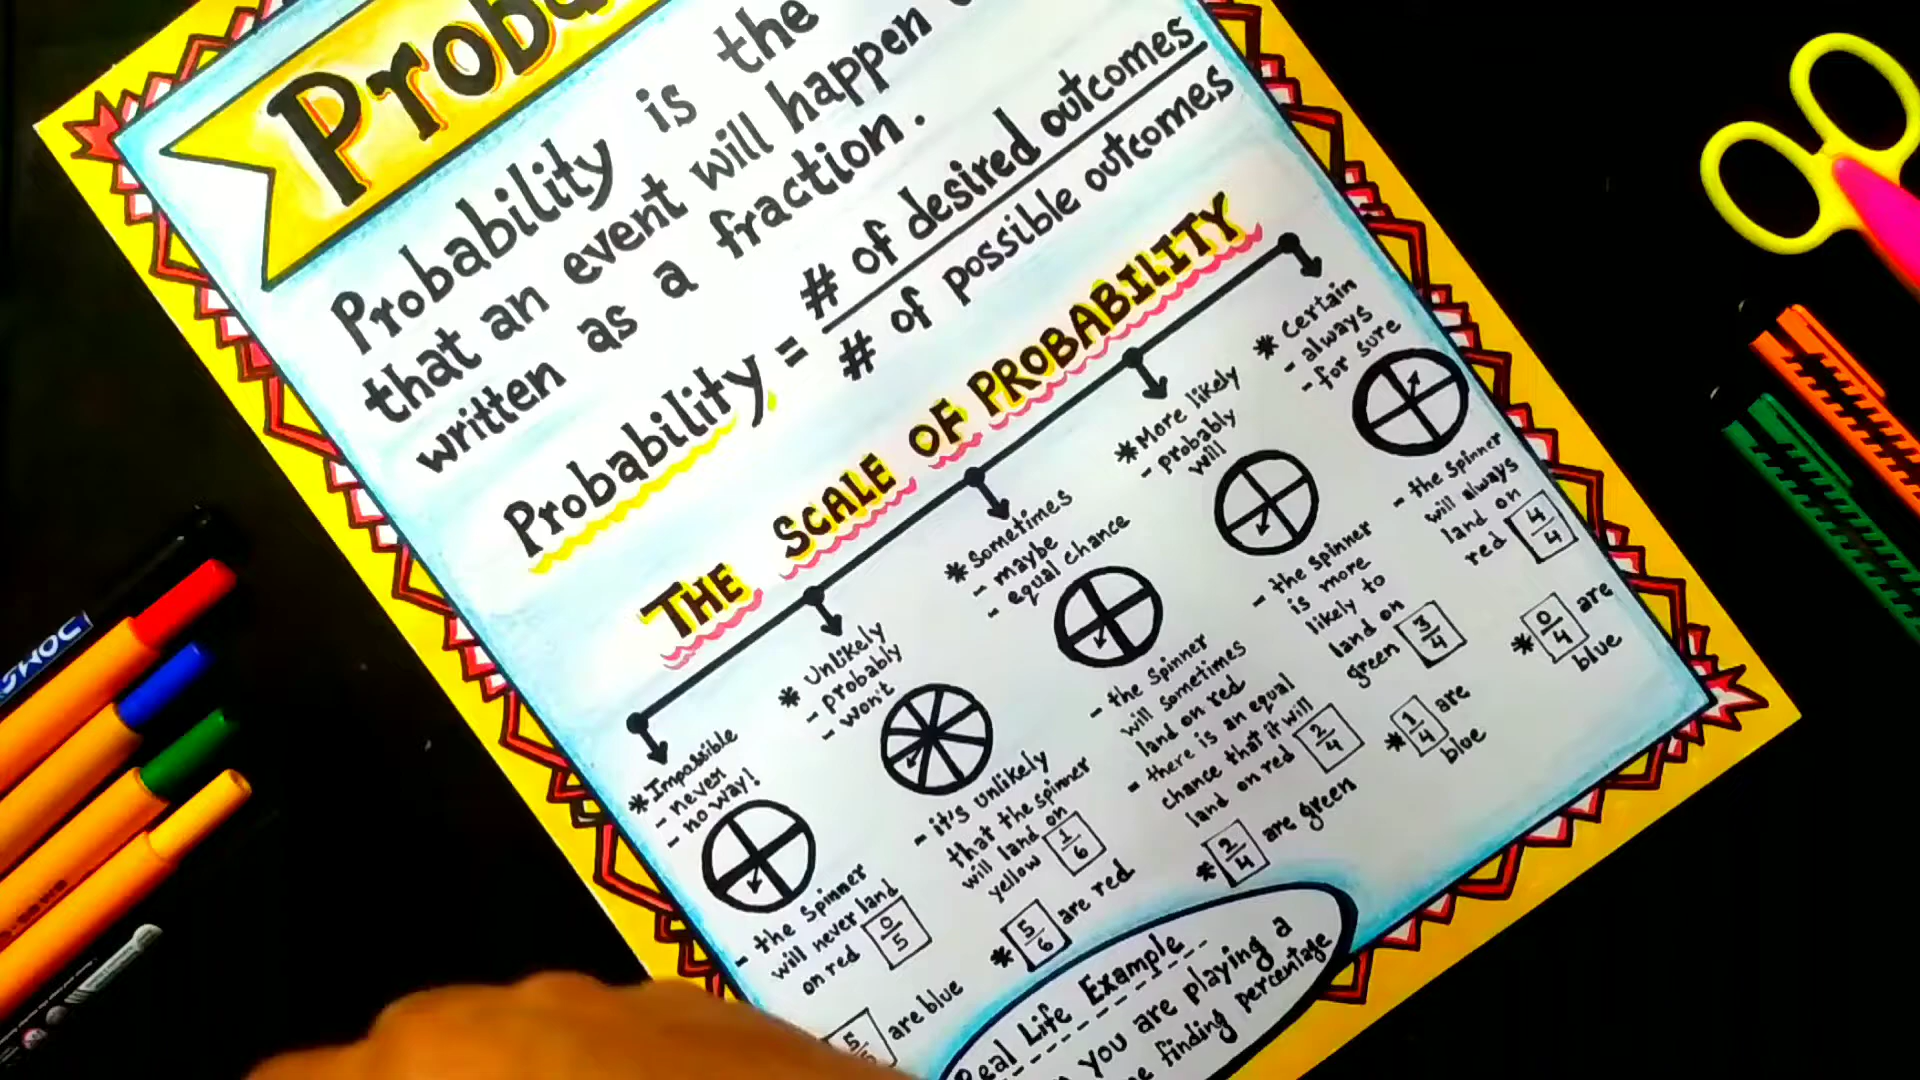 Proba
Probability is the
that an event will happen
written as a fraction.
Probability = # of desired outcomes
# of possible outcomes
THE SCALE OF PROBABILITY
* Impossible
- never
- no way!
- the Spinner
will never land
on red 0/5
5/5 are blue
* Unlikely
- probably
- won't
- it's unlikely
that the spinner
will land on
yellow 1/6
* 5/6 are red
* Sometimes
- maybe
- equal chance
- the Spinner
will sometimes
land on red
- there is an equal
chance that it will
land on red 2/4
* 2/4 are green
* More likely
- probably
will
- the spinner
is more
likely to
land on
green 3/4
* 1/4 are
blue
* Certain
- always
- for sure
- the Spinner
will always
land on
red 4/4
* 0/4 are
blue
Real Life Example
you are playing a
finding percentage